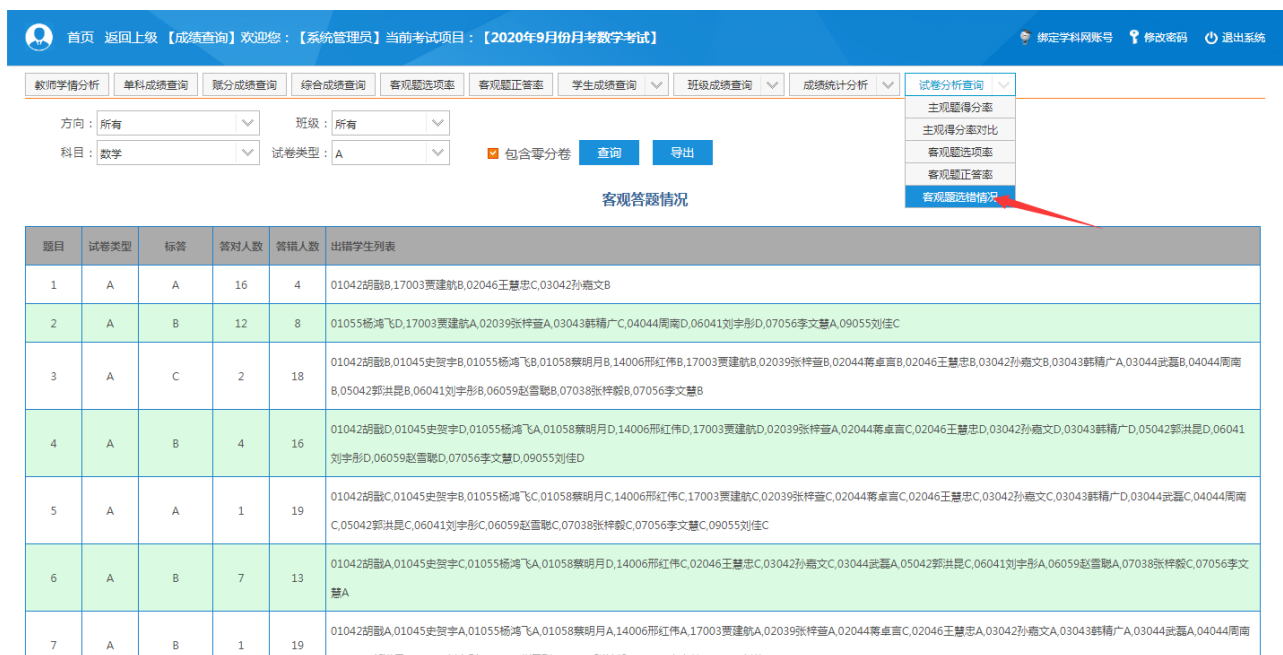 首页 返回上级 【成绩查询】欢迎您：【系统管理员】当前考试项目：【2020年9月份月考数学考试】 绑定学科网账号 修改密码 退出系统
教师学情分析 单科成绩查询 赋分成绩查询 综合成绩查询 客观题选项率 客观题正答率 学生成绩查询 班级成绩查询 成绩统计分析 试卷分析查询
主观题得分率
主观得分率对比
客观题选项率
客观题正答率
客观题选错情况
方向：所有 班级：所有
科目：数学 试卷类型：A 包含零分卷 查询 导出
客观答题情况
题目 试卷类型 标答 答对人数 答错人数 出错学生列表
1 A A 16 4 01042胡戬B,17003贾建航B,02046王慧忠C,03042孙嘉文B
2 A B 12 8 01055杨鸿飞D,17003贾建航A,02039张梓萱A,03043韩精广C,04044周南D,06041刘宇彤D,07056李文慧A,09055刘佳C
3 A C 2 18 01042胡戬B,01045史贺宇B,01055杨鸿飞B,01058蔡明月B,14006邢红伟B,17003贾建航B,02039张梓萱B,02044蒋卓言B,02046王慧忠B,03042孙嘉文B,03043韩精广A,03044武磊B,04044周南
B,05042郭洪昆B,06041刘宇彤B,06059赵雪聪B,07038张梓毅B,07056李文慧B
4 A B 4 16 01042胡戬D,01045史贺宇D,01055杨鸿飞A,01058蔡明月D,14006邢红伟D,17003贾建航D,02039张梓萱A,02044蒋卓言C,02046王慧忠D,03042孙嘉文D,03043韩精广D,05042郭洪昆D,06041
刘宇彤D,06059赵雪聪D,07056李文慧D,09055刘佳D
5 A A 1 19 01042胡戬C,01045史贺宇B,01055杨鸿飞C,01058蔡明月C,14006邢红伟C,17003贾建航C,02039张梓萱C,02044蒋卓言C,02046王慧忠C,03042孙嘉文C,03043韩精广D,03044武磊C,04044周南
C,05042郭洪昆C,06041刘宇彤C,06059赵雪聪C,07038张梓毅C,07056李文慧C,09055刘佳C
6 A B 7 13 01042胡戬A,01045史贺宇C,01055杨鸿飞A,01058蔡明月D,14006邢红伟C,02046王慧忠C,03042孙嘉文C,03044武磊A,05042郭洪昆C,06041刘宇彤A,06059赵雪聪A,07038张梓毅C,07056李文
慧A
7 A B 1 19 01042胡戬A,01045史贺宇A,01055杨鸿飞A,01058蔡明月A,14006邢红伟A,17003贾建航A,02039张梓萱A,02044蒋卓言C,02046王慧忠A,03042孙嘉文A,03043韩精广A,03044武磊A,04044周南